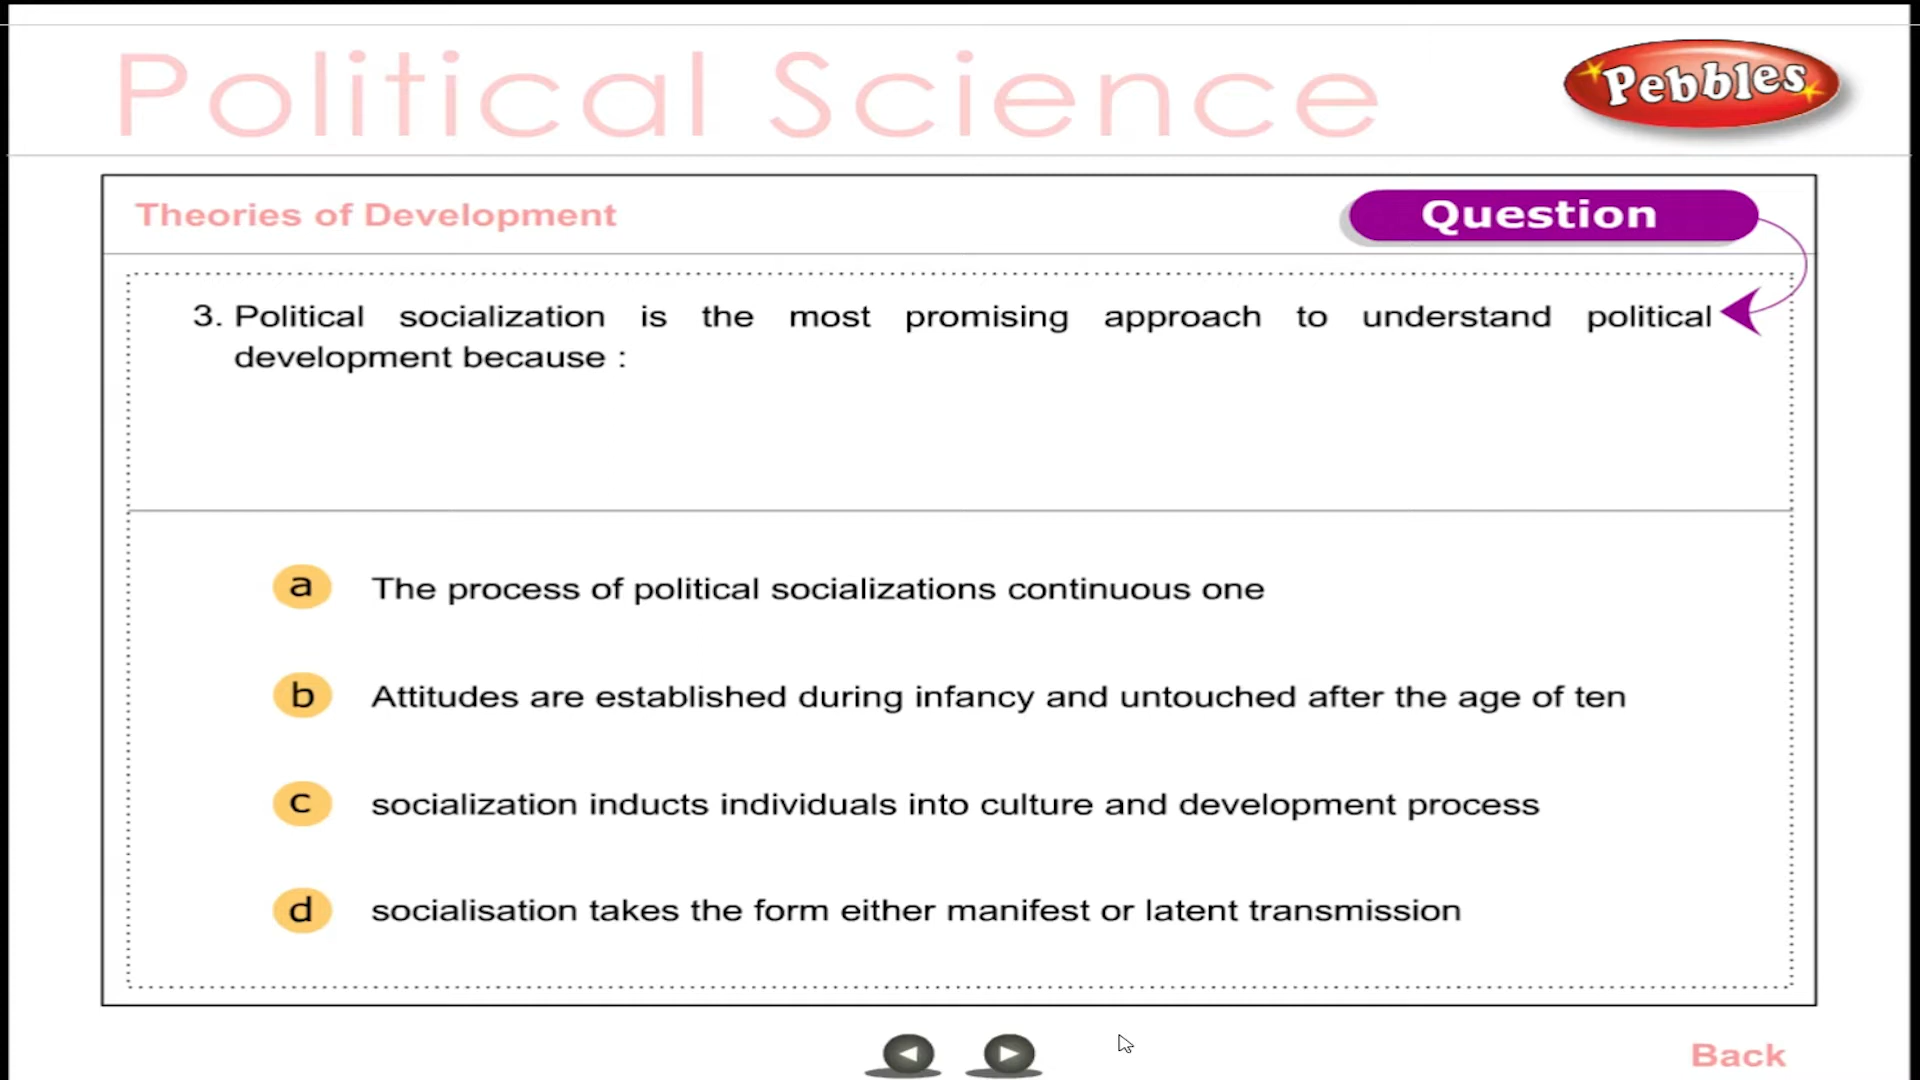 Political Science
Pebbles
Theories of Development
Question
3. Political socialization is the most promising approach to understand political
development because :
a The process of political socializations continuous one
b Attitudes are established during infancy and untouched after the age of ten
c socialization inducts individuals into culture and development process
d socialisation takes the form either manifest or latent transmission
Back